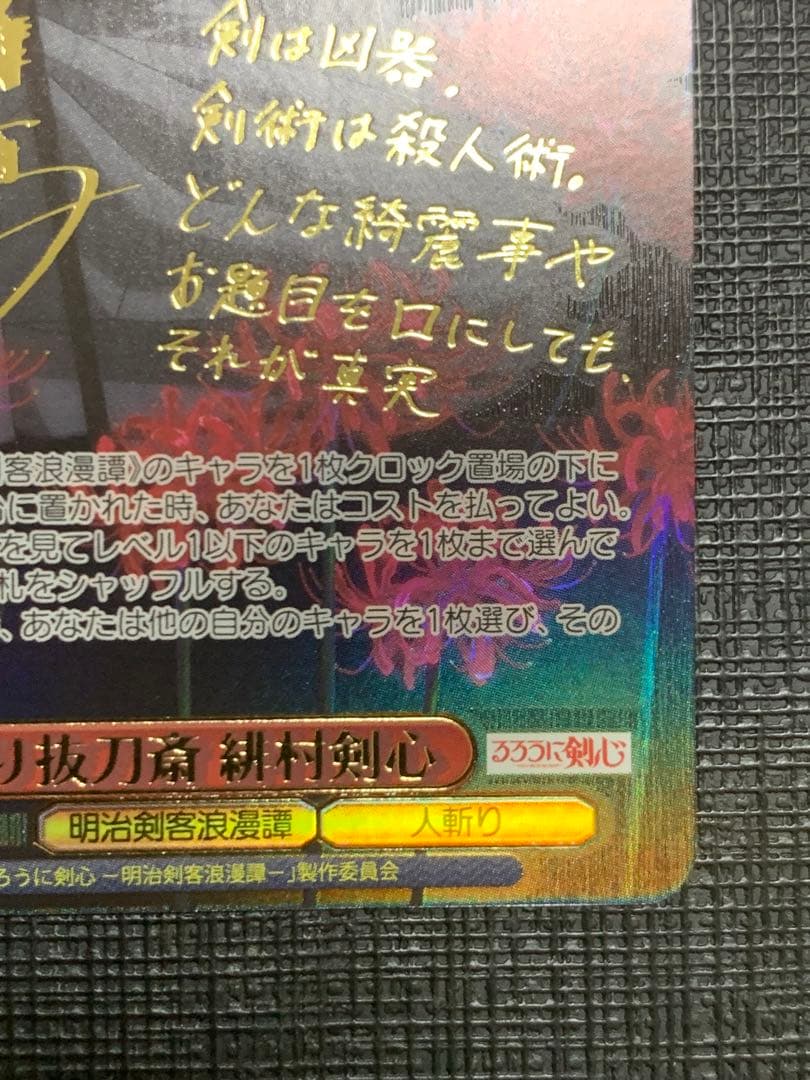 剣は凶器。
剣術は殺人術。
どんな綺麗事や
お題目を口にしても、
それが真実
客浪漫譚》のキャラを1枚クロック置場の下に
に置かれた時、あなたはコストを払ってよい。
を見てレベル1以下のキャラを1枚まで選んで
札をシャッフルする。
、あなたは他の自分のキャラを1枚選び、その
り抜刀斎 緋村剣心
るろうに剣心
明治剣客浪漫譚
人斬り
ろうに剣心 －明治剣客浪漫譚－」製作委員会